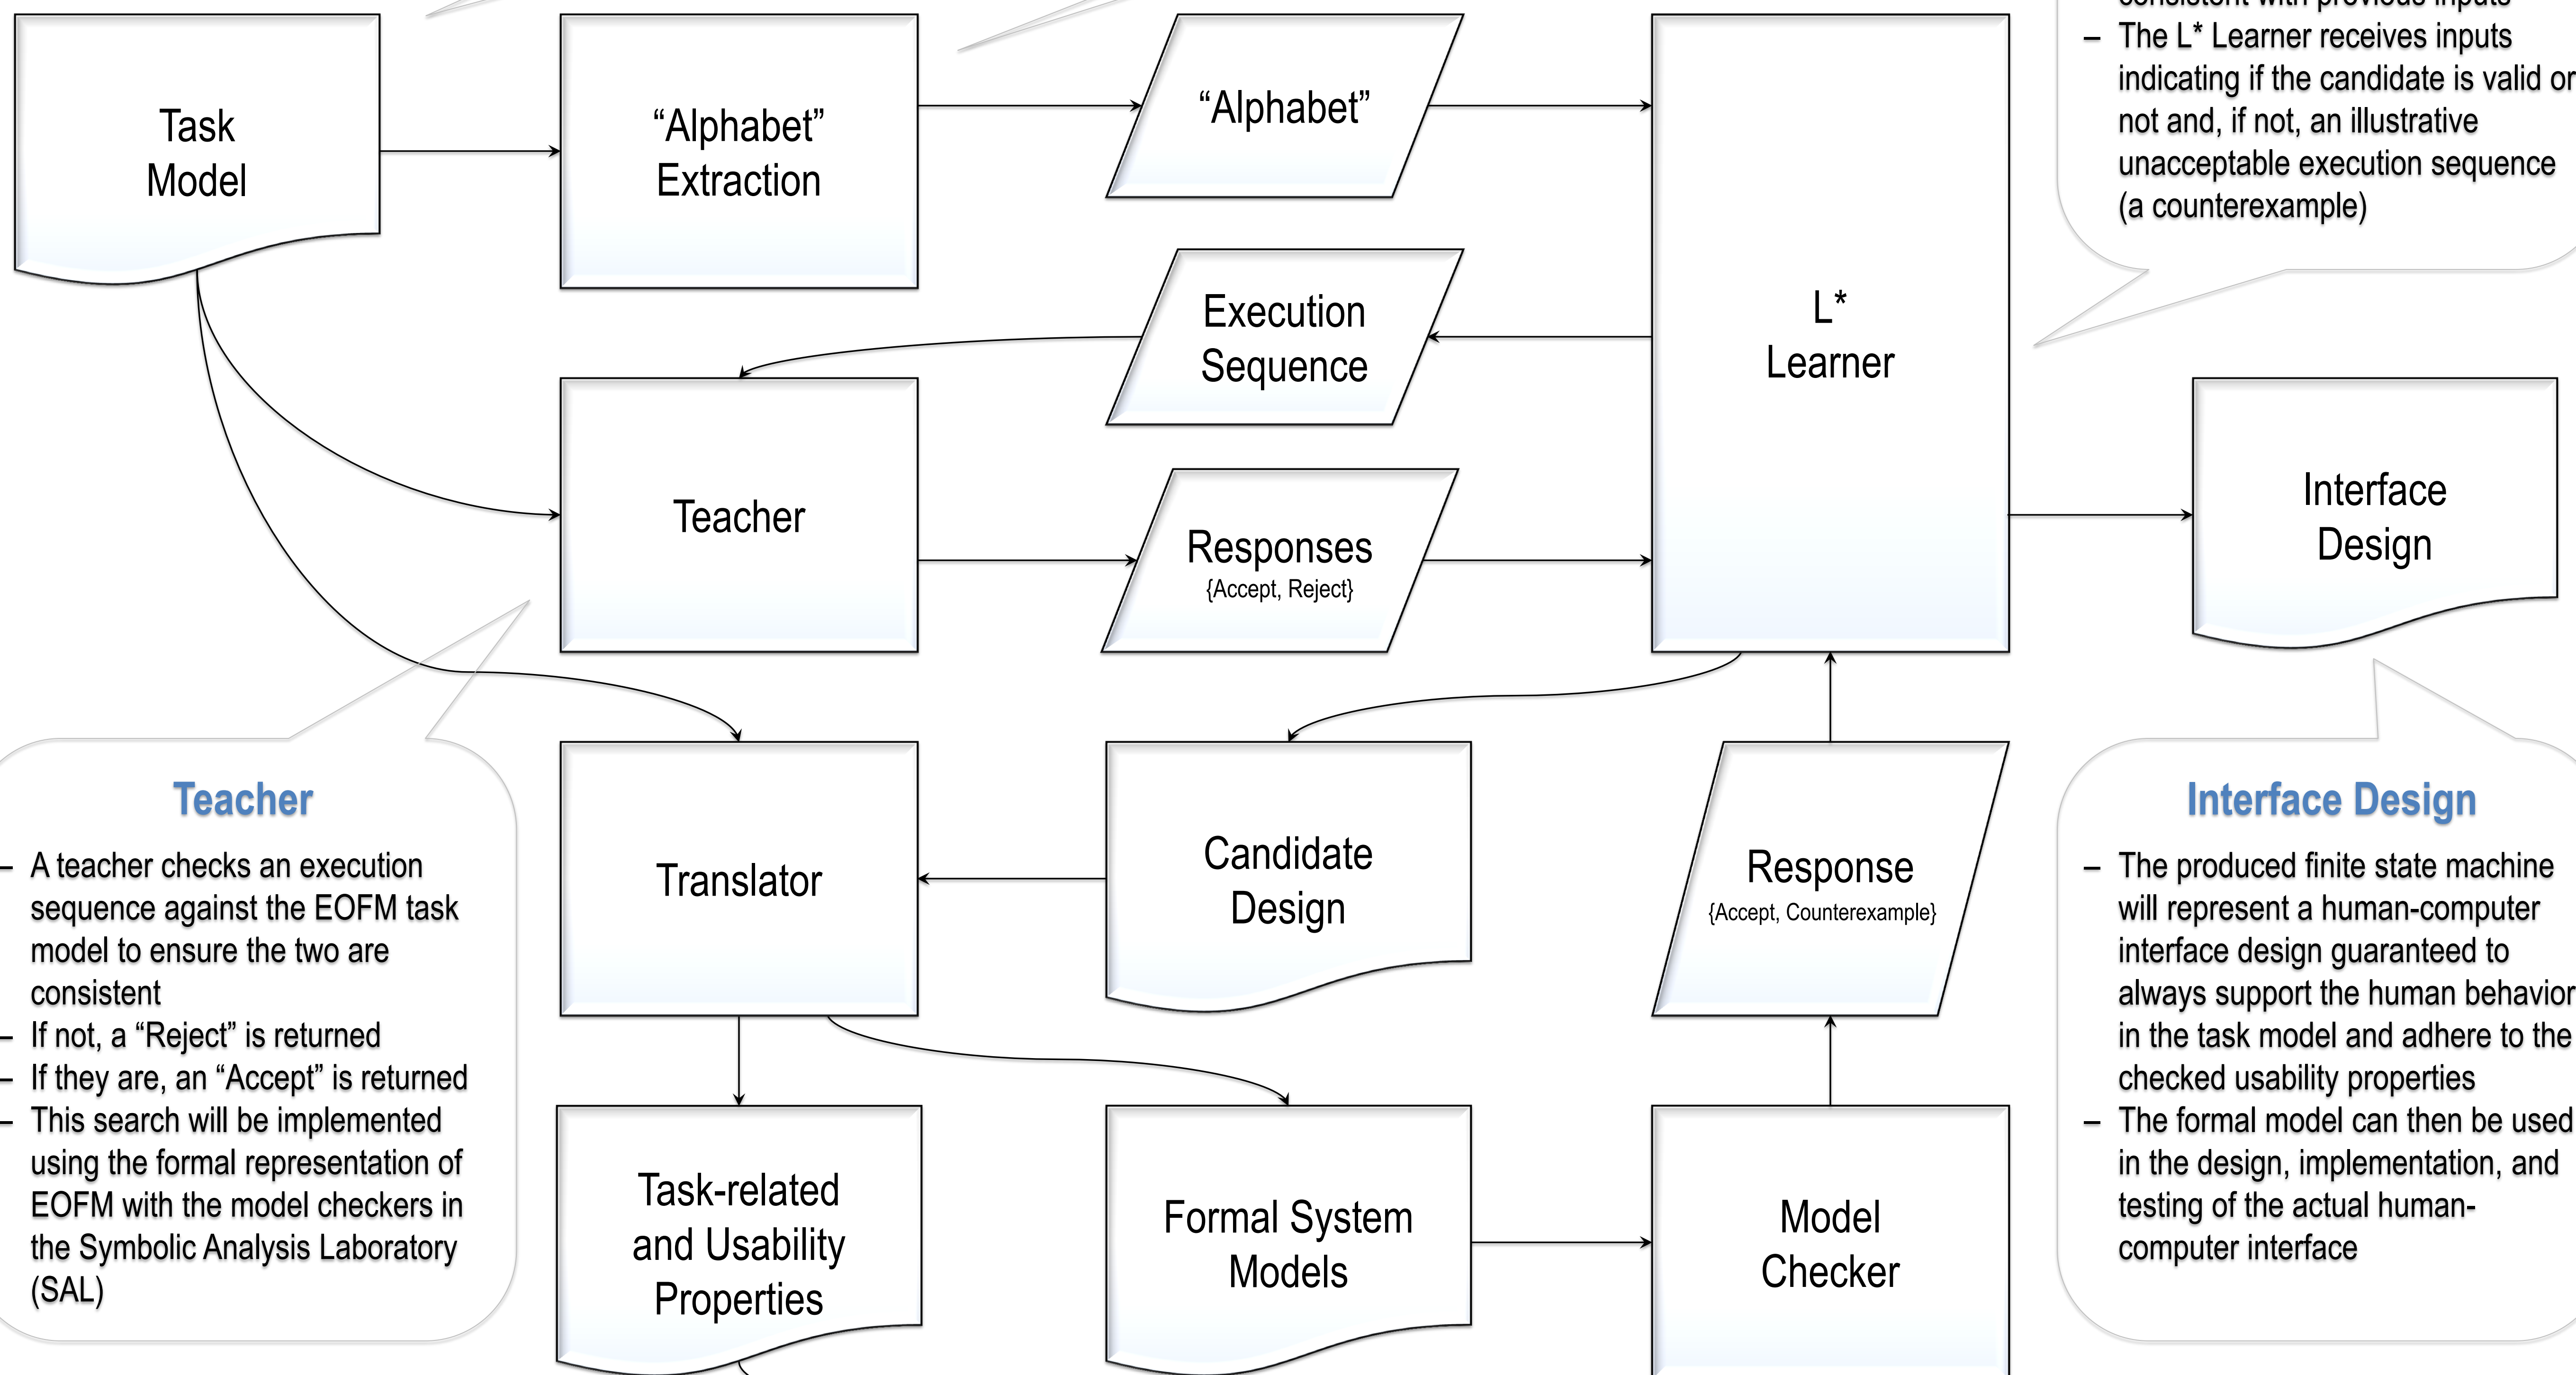 consistent with previous inputs
– The L* Learner receives inputs
indicating if the candidate is valid or
not and, if not, an illustrative
unacceptable execution sequence
(a counterexample)
Task
Model
“Alphabet”
Extraction
“Alphabet”
Execution
Sequence
L*
Learner
Teacher
Responses
{Accept, Reject}
Interface
Design
Translator
Candidate
Design
Response
{Accept, Counterexample}
Task-related
and Usability
Properties
Formal System
Models
Model
Checker
Teacher
– A teacher checks an execution
sequence against the EOFM task
model to ensure the two are
consistent
– If not, a “Reject” is returned
– If they are, an “Accept” is returned
– This search will be implemented
using the formal representation of
EOFM with the model checkers in
the Symbolic Analysis Laboratory
(SAL)
Interface Design
– The produced finite state machine
will represent a human-computer
interface design guaranteed to
always support the human behavior
in the task model and adhere to the
checked usability properties
– The formal model can then be used
in the design, implementation, and
testing of the actual human-
computer interface